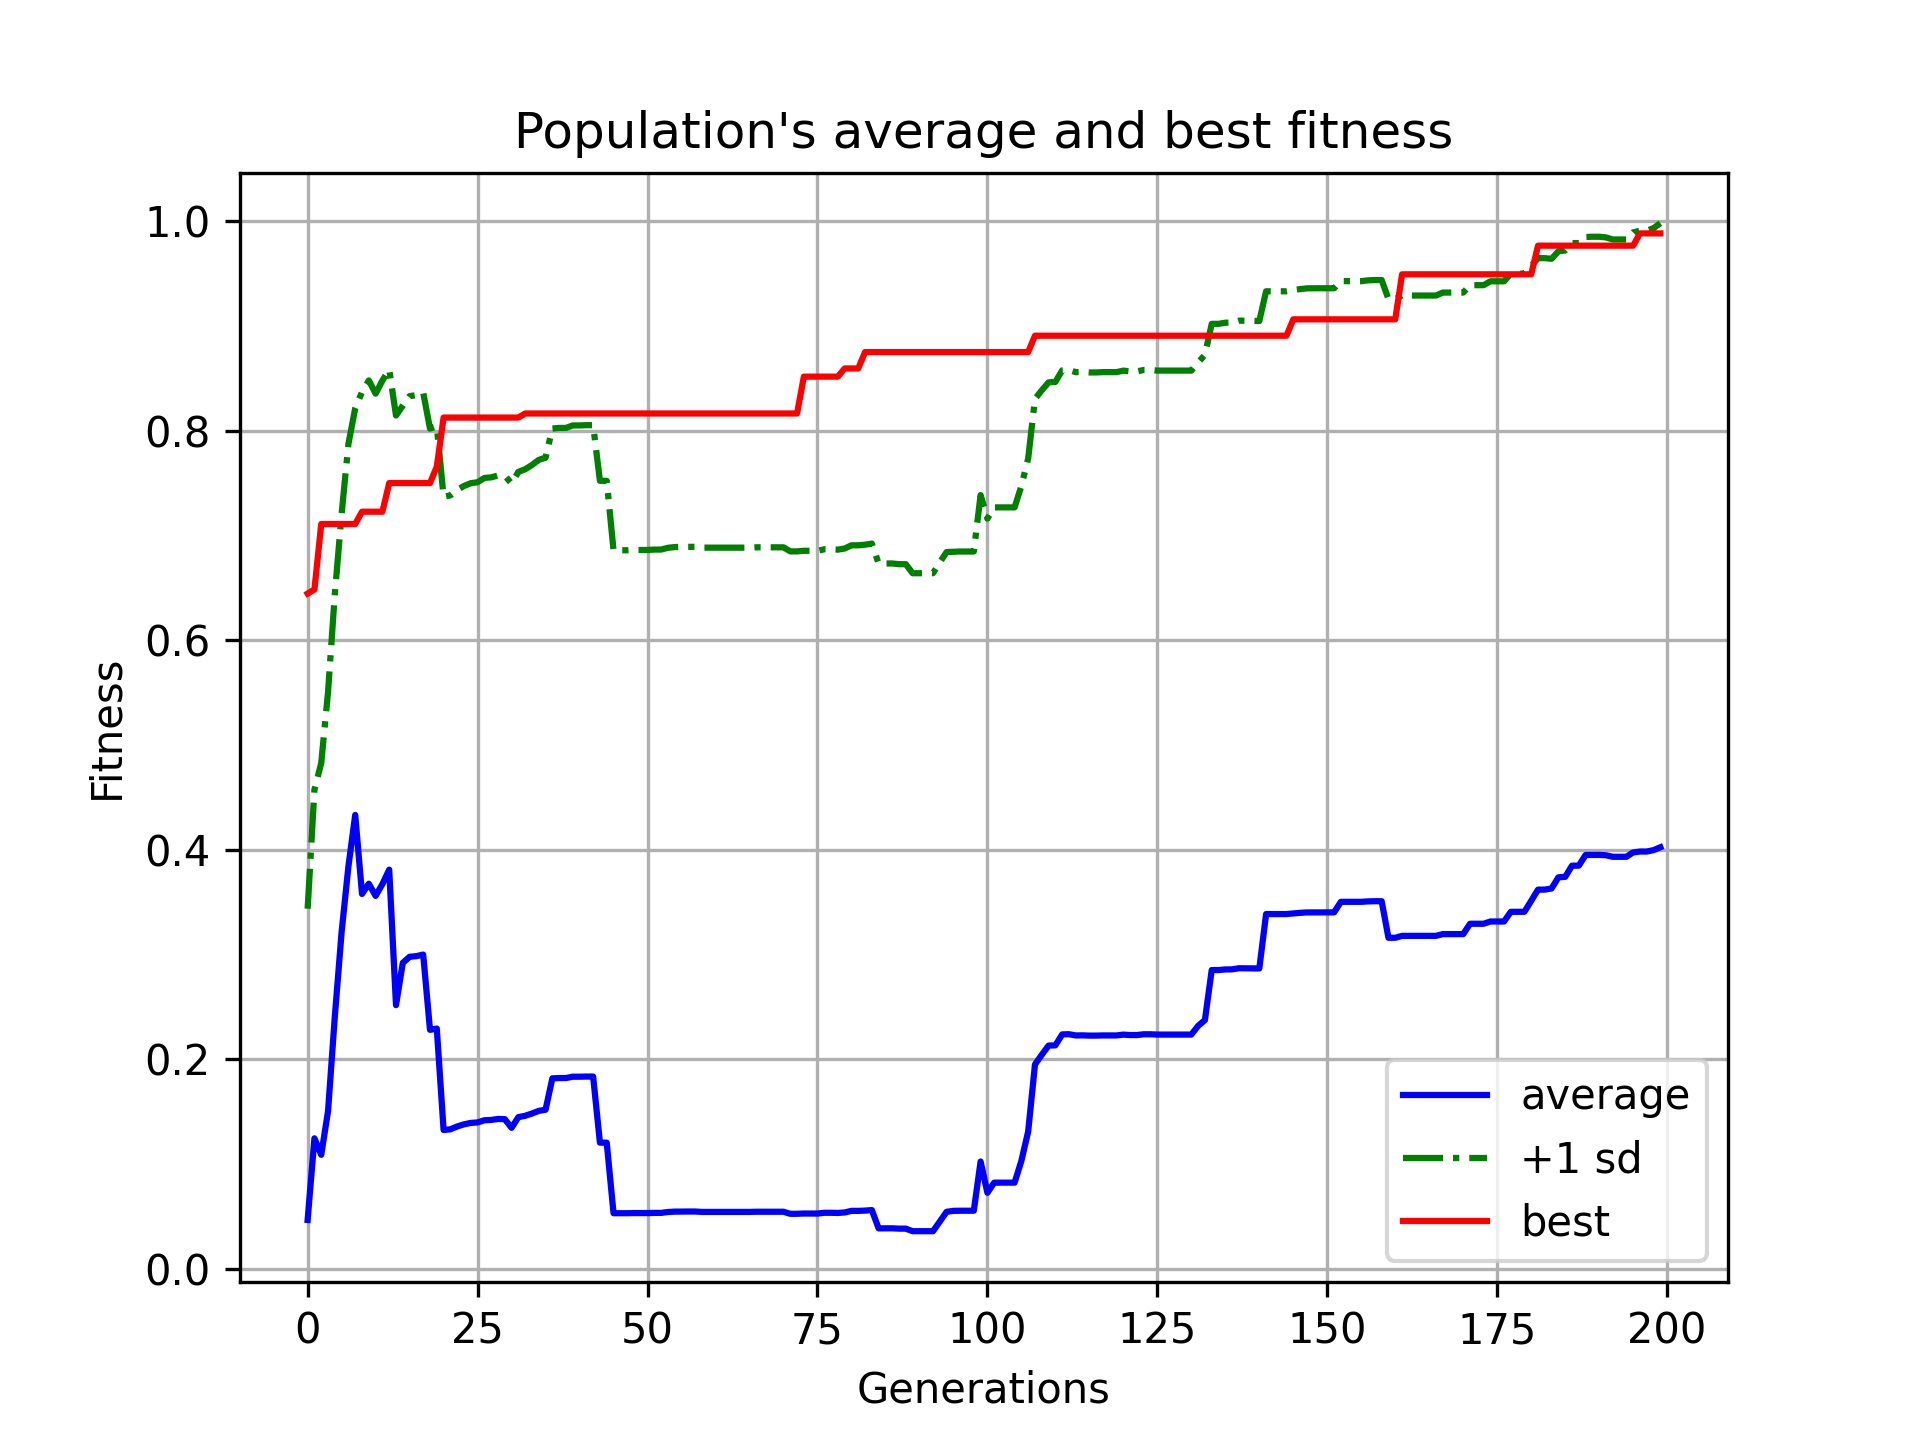 Population's average and best fitness
1.0
0.8
0.6
0.4
0.2
0.0
Fitness
average
+1 sd
best
0 25 50 75 100 125 150 175 200
Generations